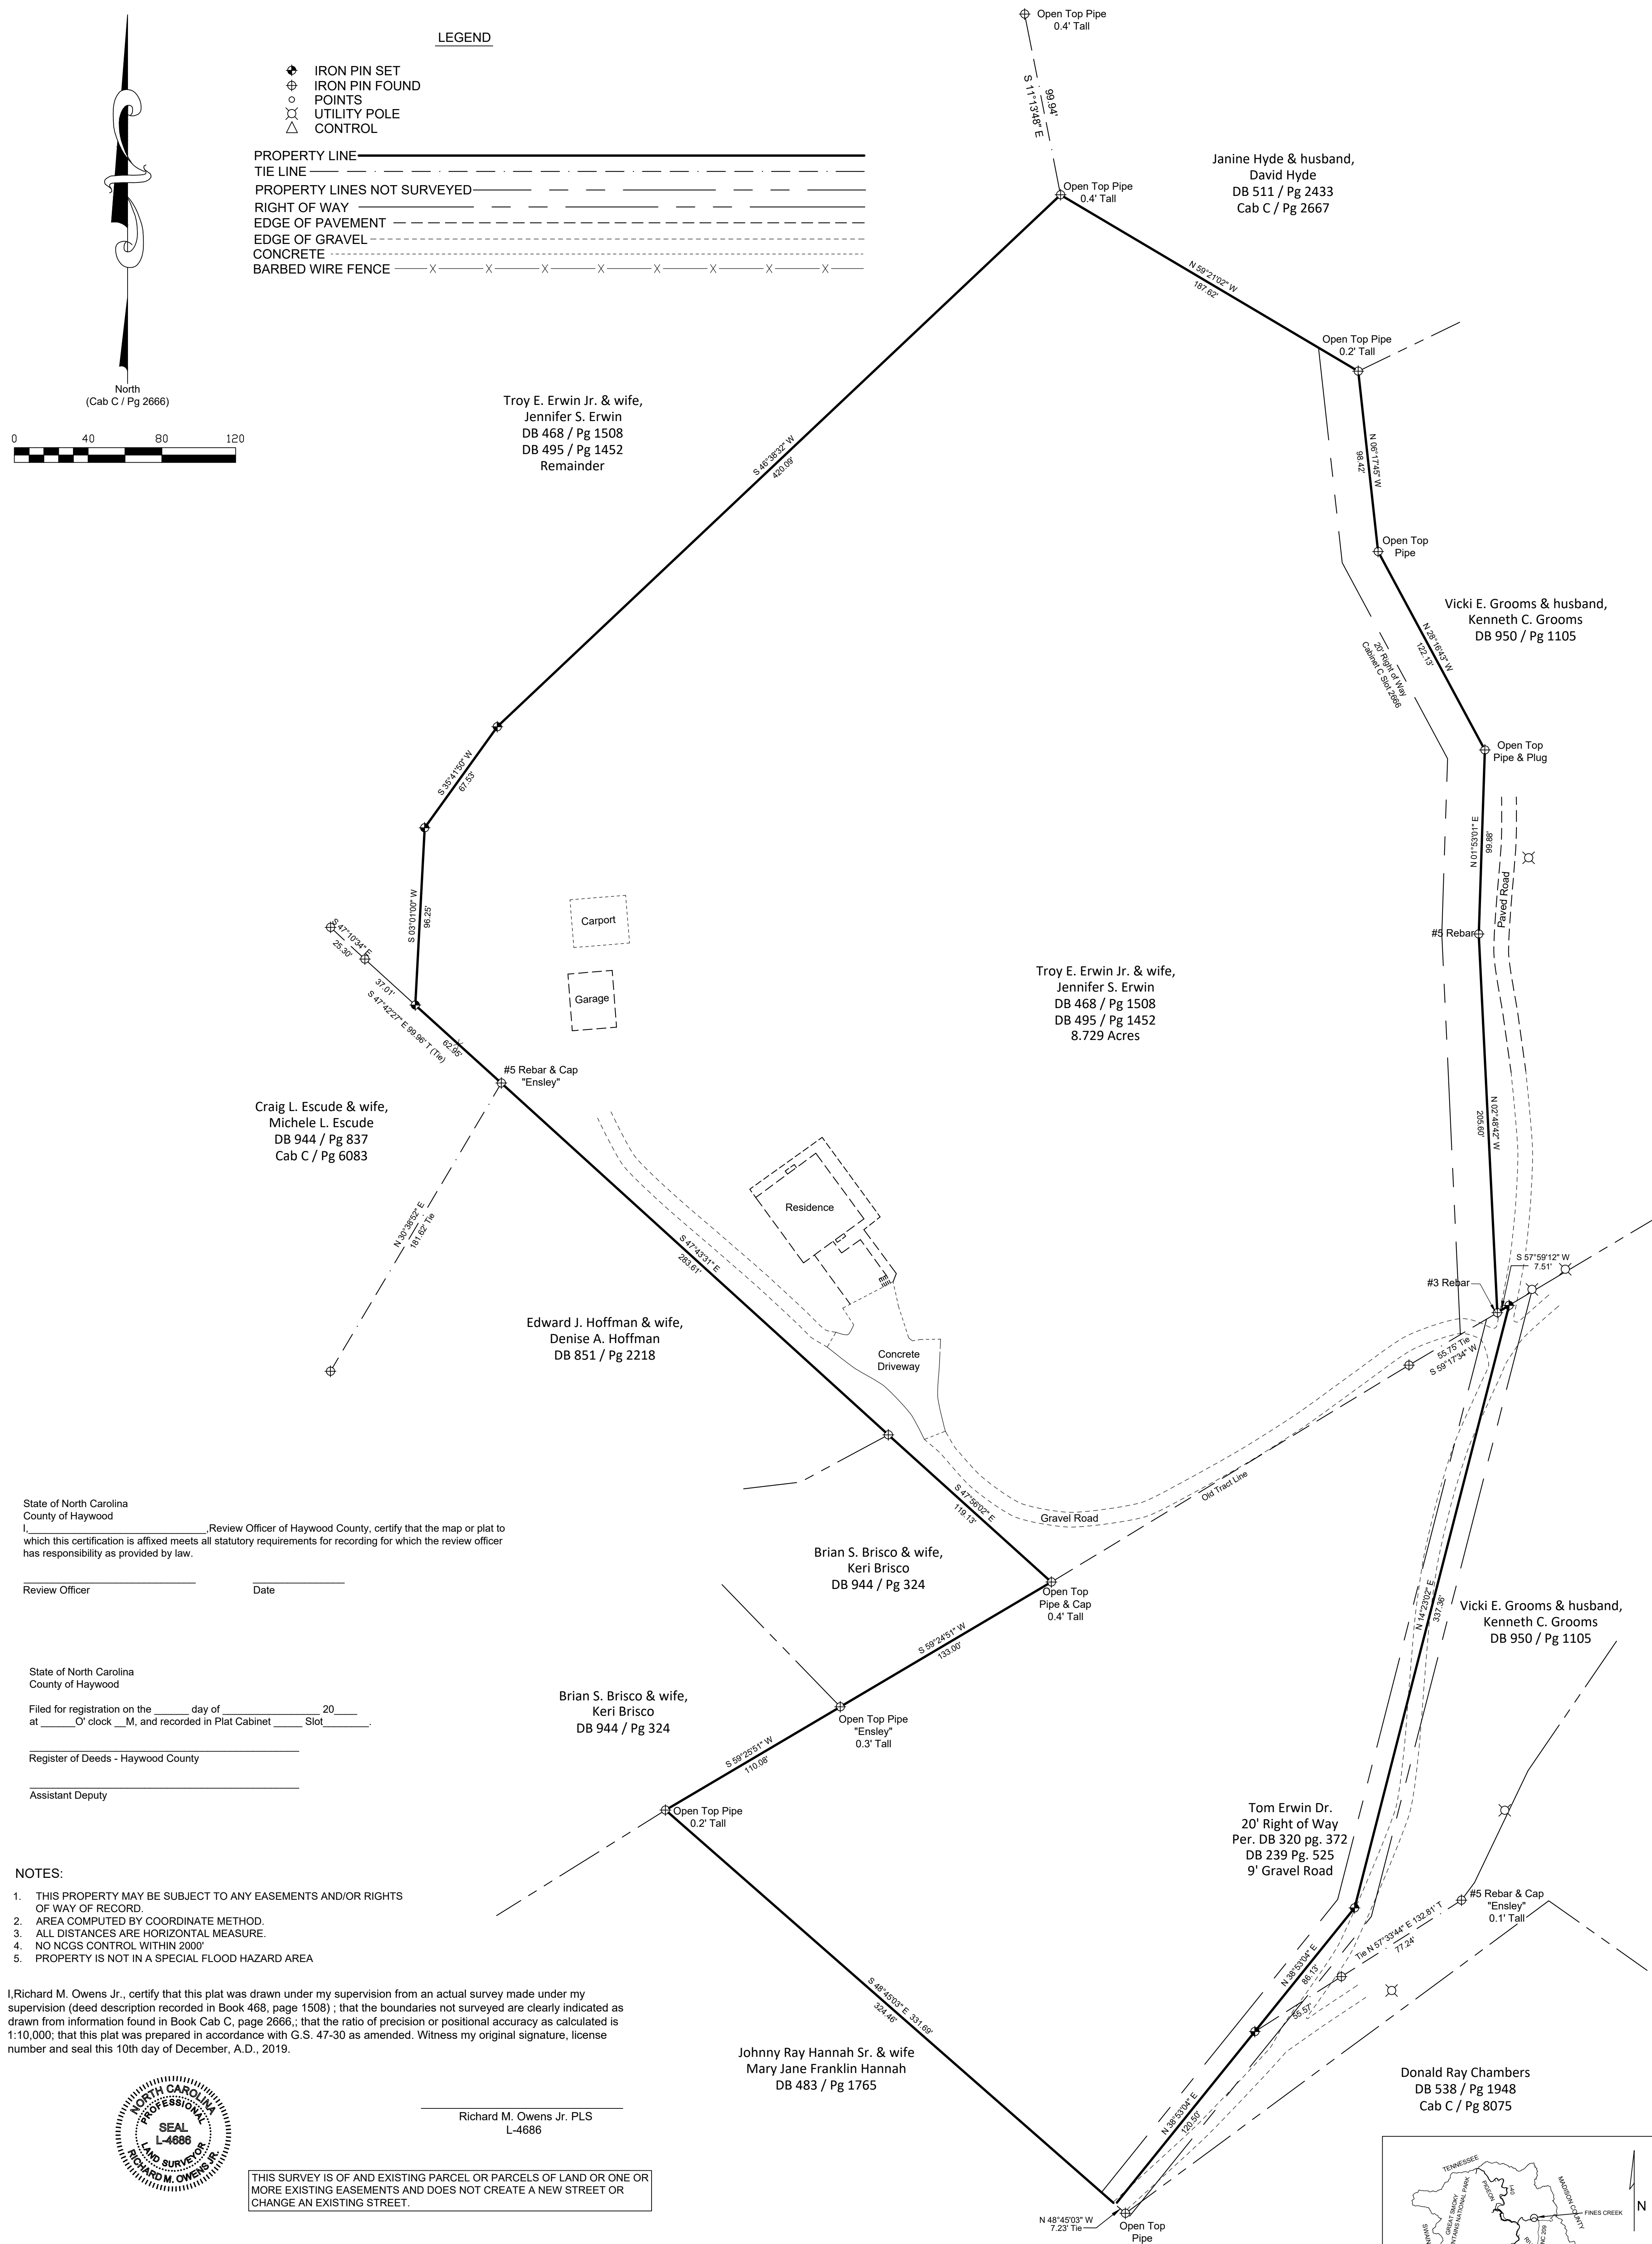 LEGEND
IRON PIN SET
IRON PIN FOUND
POINTS
UTILITY POLE
CONTROL
PROPERTY LINE
TIE LINE
PROPERTY LINES NOT SURVEYED
RIGHT OF WAY
EDGE OF PAVEMENT
EDGE OF GRAVEL
CONCRETE
BARBED WIRE FENCE
North
(Cab C / Pg 2666)
0 40 80 120
Open Top Pipe
0.4' Tall
99.94'
S 11°13'48" E
Open Top Pipe
0.4' Tall
Janine Hyde & husband,
David Hyde
DB 511 / Pg 2433
Cab C / Pg 2667
N 59°21'02" W
187.62'
Open Top Pipe
0.2' Tall
Troy E. Erwin Jr. & wife,
Jennifer S. Erwin
DB 468 / Pg 1508
DB 495 / Pg 1452
Remainder
S 46°38'32" W
420.09'
N 06°17'45" W
98.42'
Open Top
Pipe
Vicki E. Grooms & husband,
Kenneth C. Grooms
DB 950 / Pg 1105
N 28°16'43" W
122.13'
20' Right of Way
Cabinet C Slot 2666
Open Top
Pipe & Plug
S 35°41'50" W
67.53'
N 01°53'01" E
99.88'
Paved Road
#5 Rebar
S 03°01'00" W
96.25'
Carport
Garage
S 47°10'34" E
25.30'
37.01'
S 47°42'27" E 99.96' T (Tie)
62.95'
#5 Rebar & Cap
"Ensley"
Troy E. Erwin Jr. & wife,
Jennifer S. Erwin
DB 468 / Pg 1508
DB 495 / Pg 1452
8.729 Acres
Craig L. Escude & wife,
Michele L. Escude
DB 944 / Pg 837
Cab C / Pg 6083
N 02°48'42" W
205.60'
N 30°38'52" E
181.62' Tie
Residence
S 47°43'31" E
283.61'
S 57°59'12" W
7.51'
#3 Rebar
Edward J. Hoffman & wife,
Denise A. Hoffman
DB 851 / Pg 2218
Concrete
Driveway
55.75' Tie
S 59°17'34" W
Old Tract Line
Gravel Road
S 47°56'02" E
119.13'
State of North Carolina
County of Haywood
I,______________________________,Review Officer of Haywood County, certify that the map or plat to
which this certification is affixed meets all statutory requirements for recording for which the review officer
has responsibility as provided by law.
Review Officer Date
Brian S. Brisco & wife,
Keri Brisco
DB 944 / Pg 324
Open Top
Pipe & Cap
0.4' Tall
N 14°23'02" E
337.36'
Vicki E. Grooms & husband,
Kenneth C. Grooms
DB 950 / Pg 1105
S 59°24'51" W
133.00'
State of North Carolina
County of Haywood
Filed for registration on the ______ day of _________________ 20____
at ______O' clock __M, and recorded in Plat Cabinet _____ Slot________.
Register of Deeds - Haywood County
Assistant Deputy
Brian S. Brisco & wife,
Keri Brisco
DB 944 / Pg 324
Open Top Pipe
"Ensley"
0.3' Tall
S 59°25'51" W
110.08'
Open Top Pipe
0.2' Tall
Tom Erwin Dr.
20' Right of Way
Per. DB 320 pg. 372
DB 239 Pg. 525
9' Gravel Road
#5 Rebar & Cap
"Ensley"
0.1' Tall
Tie N 57°33'44" E 132.81' T
77.24'
N 38°53'04" E
86.13'
55.57'
NOTES:
1. THIS PROPERTY MAY BE SUBJECT TO ANY EASEMENTS AND/OR RIGHTS
OF WAY OF RECORD.
2. AREA COMPUTED BY COORDINATE METHOD.
3. ALL DISTANCES ARE HORIZONTAL MEASURE.
4. NO NCGS CONTROL WITHIN 2000'
5. PROPERTY IS NOT IN A SPECIAL FLOOD HAZARD AREA
I,Richard M. Owens Jr., certify that this plat was drawn under my supervision from an actual survey made under my
supervision (deed description recorded in Book 468, page 1508) ; that the boundaries not surveyed are clearly indicated as
drawn from information found in Book Cab C, page 2666,; that the ratio of precision or positional accuracy as calculated is
1:10,000; that this plat was prepared in accordance with G.S. 47-30 as amended. Witness my original signature, license
number and seal this 10th day of December, A.D., 2019.
S 48°45'03" E 331.69'
324.46'
Johnny Ray Hannah Sr. & wife
Mary Jane Franklin Hannah
DB 483 / Pg 1765
N 38°53'04" E
120.50'
Donald Ray Chambers
DB 538 / Pg 1948
Cab C / Pg 8075
NORTH CAROLINA
PROFESSIONAL
SEAL
L-4686
LAND SURVEYOR
RICHARD M. OWENS JR.
Richard M. Owens Jr. PLS
L-4686
THIS SURVEY IS OF AND EXISTING PARCEL OR PARCELS OF LAND OR ONE OR
MORE EXISTING EASEMENTS AND DOES NOT CREATE A NEW STREET OR
CHANGE AN EXISTING STREET.
N 48°45'03" W
7.23' Tie
Open Top
Pipe
TENNESSEE
GREAT SMOKY
NATIONAL PARK
PIGEON
I-40
MADISON COUNTY
FINES CREEK
NC 209
N